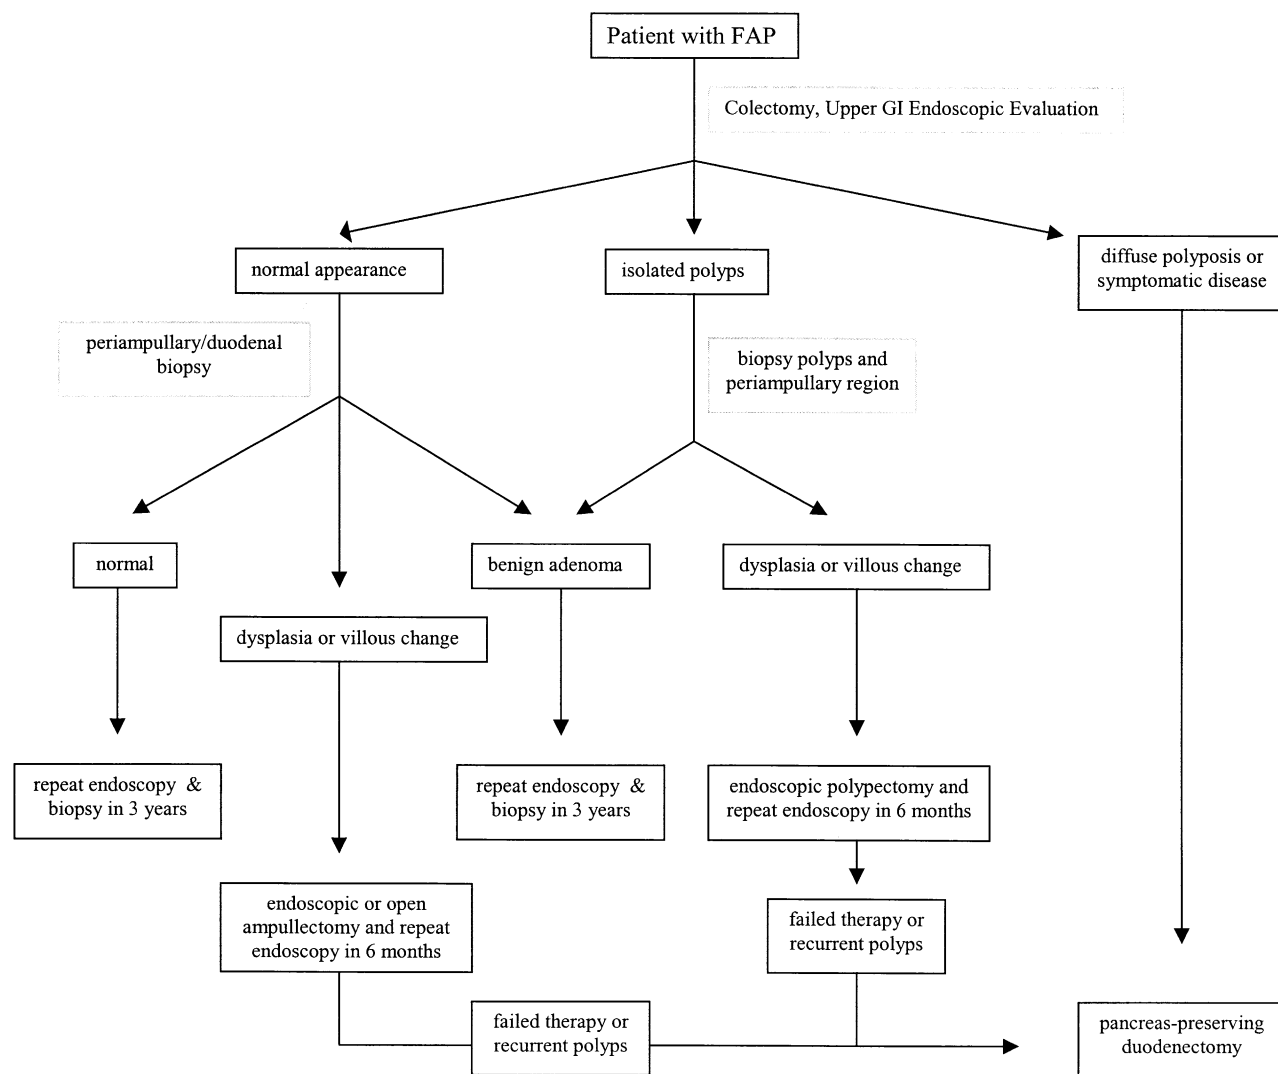 Patient with FAP
Colectomy, Upper GI Endoscopic Evaluation
normal appearance
isolated polyps
diffuse polyposis or
symptomatic disease
periampullary/duodenal
biopsy
biopsy polyps and
periampullary region
normal
benign adenoma
dysplasia or villous change
dysplasia or villous change
repeat endoscopy &
biopsy in 3 years
repeat endoscopy &
biopsy in 3 years
endoscopic polypectomy and
repeat endoscopy in 6 months
endoscopic or open
ampullectomy and repeat
endoscopy in 6 months
failed therapy or
recurrent polyps
failed therapy or
recurrent polyps
pancreas-preserving
duodenectomy